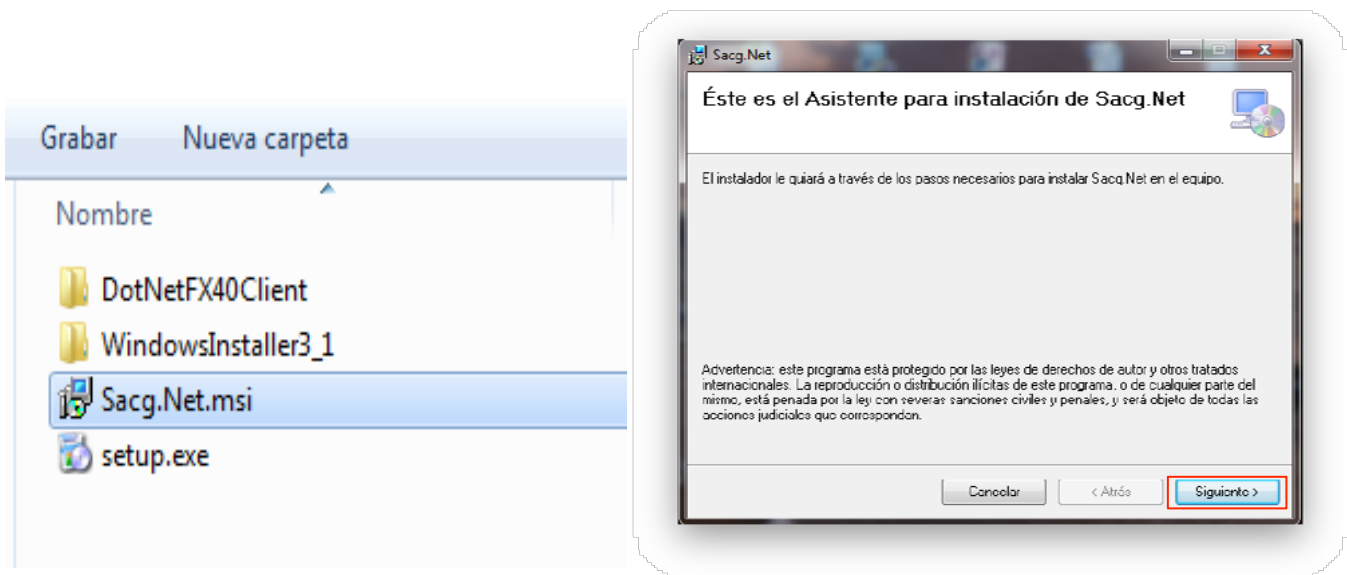 Grabar Nueva carpeta
Nombre
DotNetFX40Client
WindowsInstaller3_1
Sacg.Net.msi
setup.exe
Sacg.Net
Éste es el Asistente para instalación de Sacg.Net
El instalador le guiará a través de los pasos necesarios para instalar Sacg.Net en el equipo.
Advertencia: este programa está protegido por las leyes de derechos de autor y otros tratados
internacionales. La reproducción o distribución ilícitas de este programa, o de cualquier parte del
mismo, está penada por la ley con severas sanciones civiles y penales, y será objeto de todas las
acciones judiciales que correspondan.
Cancelar < Atrás Siguiente >